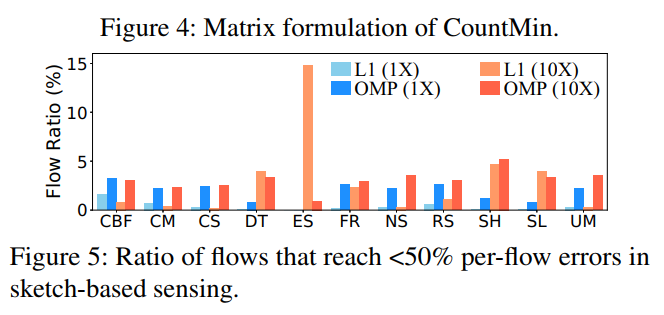 Figure 4: Matrix formulation of CountMin.
15
10
5
0
Flow Ratio (%)
L1 (1X)
L1 (10X)
OMP (1X)
OMP (10X)
CBF CM CS DT ES FR NS RS SH SL UM
Figure 5: Ratio of flows that reach <50% per-flow errors in
sketch-based sensing.